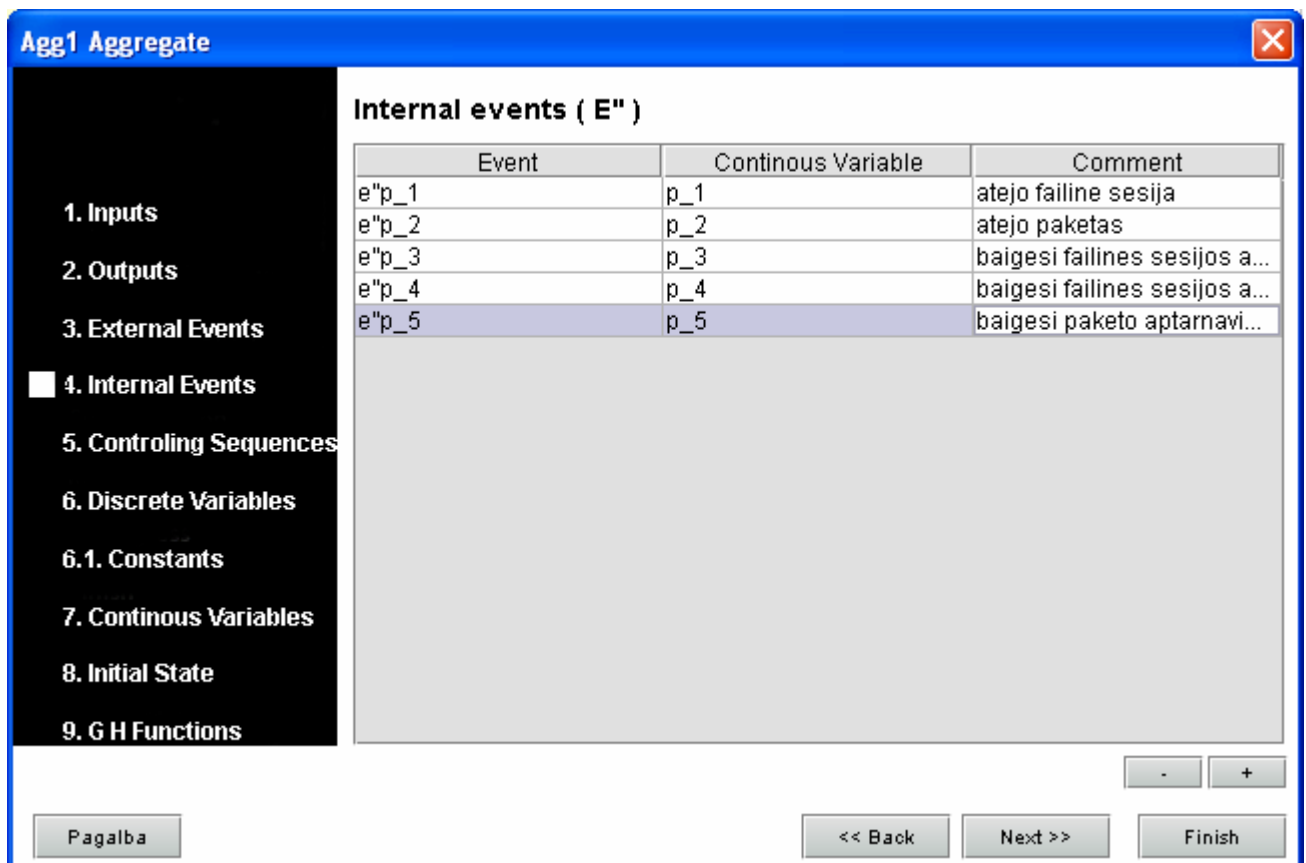 Agg1 Aggregate
Internal events ( E" )
1. Inputs
2. Outputs
3. External Events
4. Internal Events
5. Controling Sequences
6. Discrete Variables
6.1. Constants
7. Continous Variables
8. Initial State
9. G H Functions
Event Continous Variable Comment
e"p_1 p_1 atejo failine sesija
e"p_2 p_2 atejo paketas
e"p_3 p_3 baigesi failines sesijos a...
e"p_4 p_4 baigesi failines sesijos a...
e"p_5 p_5 baigesi paketo aptarnavi...
- +
Pagalba << Back Next >> Finish